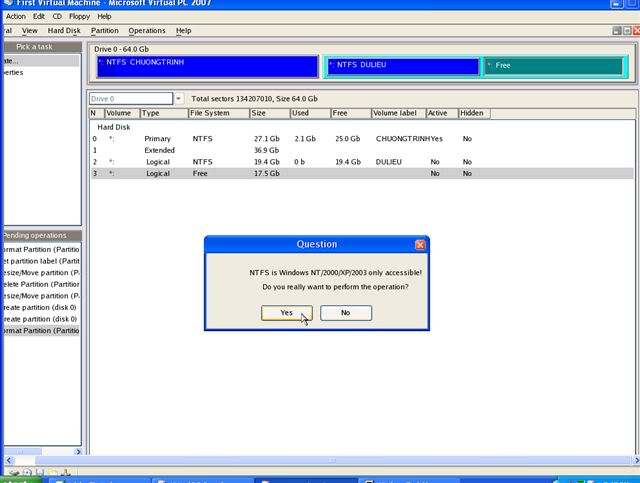 First Virtual Machine - Microsoft Virtual PC 2007
Action Edit CD Floppy Help
ral View Hard Disk Partition Operations Help
Pick a task
ate...
perties
Drive 0 - 64.0 Gb
*: NTFS CHUONGTRINH
*: NTFS DULIEU
*: Free
Drive 0 Total sectors 134207010, Size 64.0 Gb
N Volume Type File System Size Used Free Volume label Active Hidden
Hard Disk
0 *: Primary NTFS 27.1 Gb 2.1 Gb 25.0 Gb CHUONGTRINH Yes No
1 Extended 36.9 Gb
2 *: Logical NTFS 19.4 Gb 0 b 19.4 Gb DULIEU No No
3 *: Logical Free 17.5 Gb No No
Pending operations
ormat Partition (Partitio
et partition label (Partitio
esize/Move partition (Pa
elete Partition (Partitio
esize/Move partition (Pa
reate partition (disk 0)
reate partition (disk 0)
ormat Partition (Partitio
Question
NTFS is Windows NT/2000/XP/2003 only accessible!
Do you really want to perform the operation?
Yes No